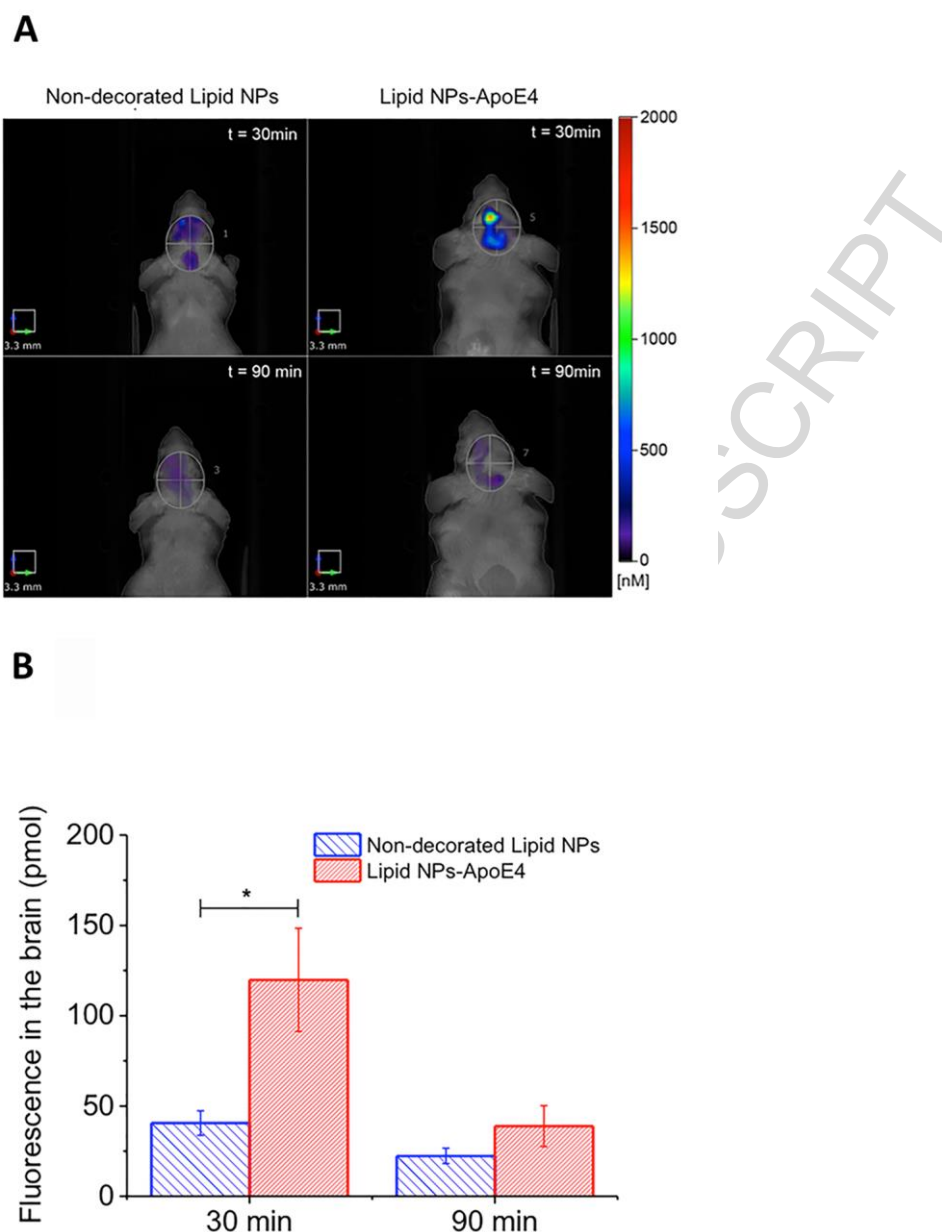 A
Non-decorated Lipid NPs
Lipid NPs-ApoE4
t = 30min
t = 30min
1
5
3.3 mm
3.3 mm
t = 90 min
t = 90min
3
7
3.3 mm
3.3 mm
2000
1500
1000
500
0
[nM]
SCRIPT
B
Fluorescence in the brain (pmol)
200
150
100
50
0
*
Non-decorated Lipid NPs
Lipid NPs-ApoE4
30 min
90 min